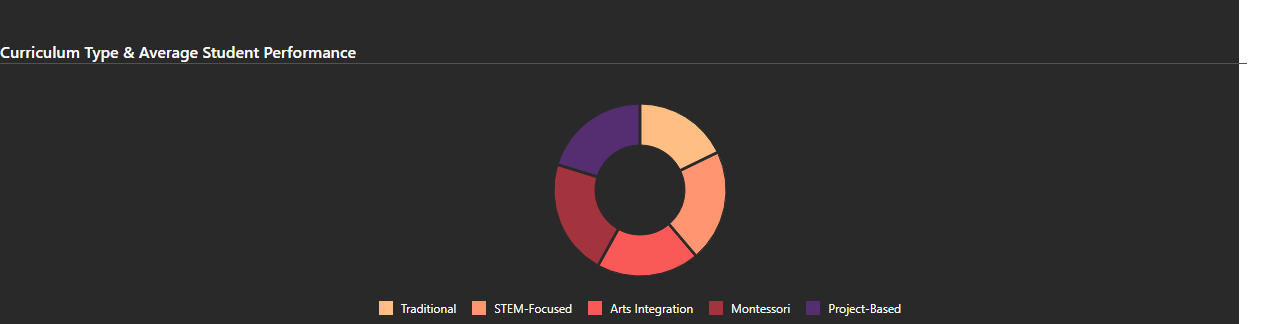 Curriculum Type & Average Student Performance
Traditional STEM-Focused Arts Integration Montessori Project-Based